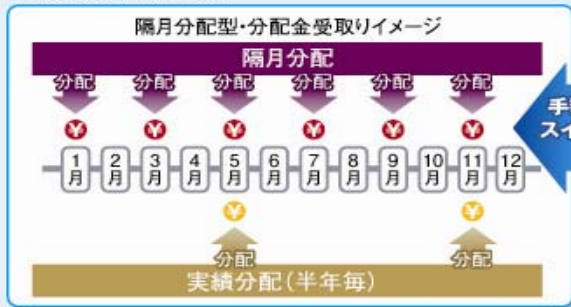 隔月分配型・分配金受取りイメージ
隔月分配
分配 分配 分配 分配 分配 分配
¥ ¥ ¥ ¥ ¥ ¥
1月 2月 3月 4月 5月 6月 7月 8月 9月 10月 11月 12月
¥ ¥
分配 分配
実績分配(半年毎)
手
スイ